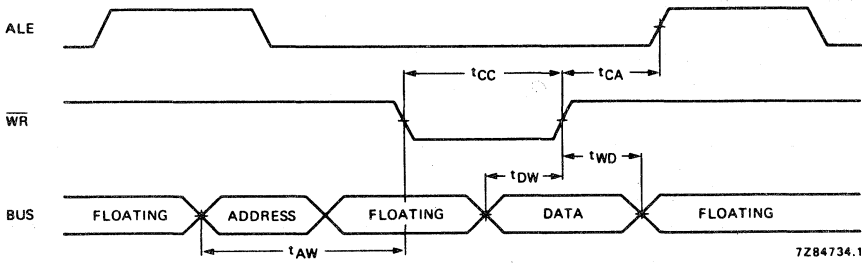 ALE
tCC
tCA
WR
tDW
tWD
BUS
FLOATING
ADDRESS
FLOATING
DATA
FLOATING
tAW
7Z84734.1